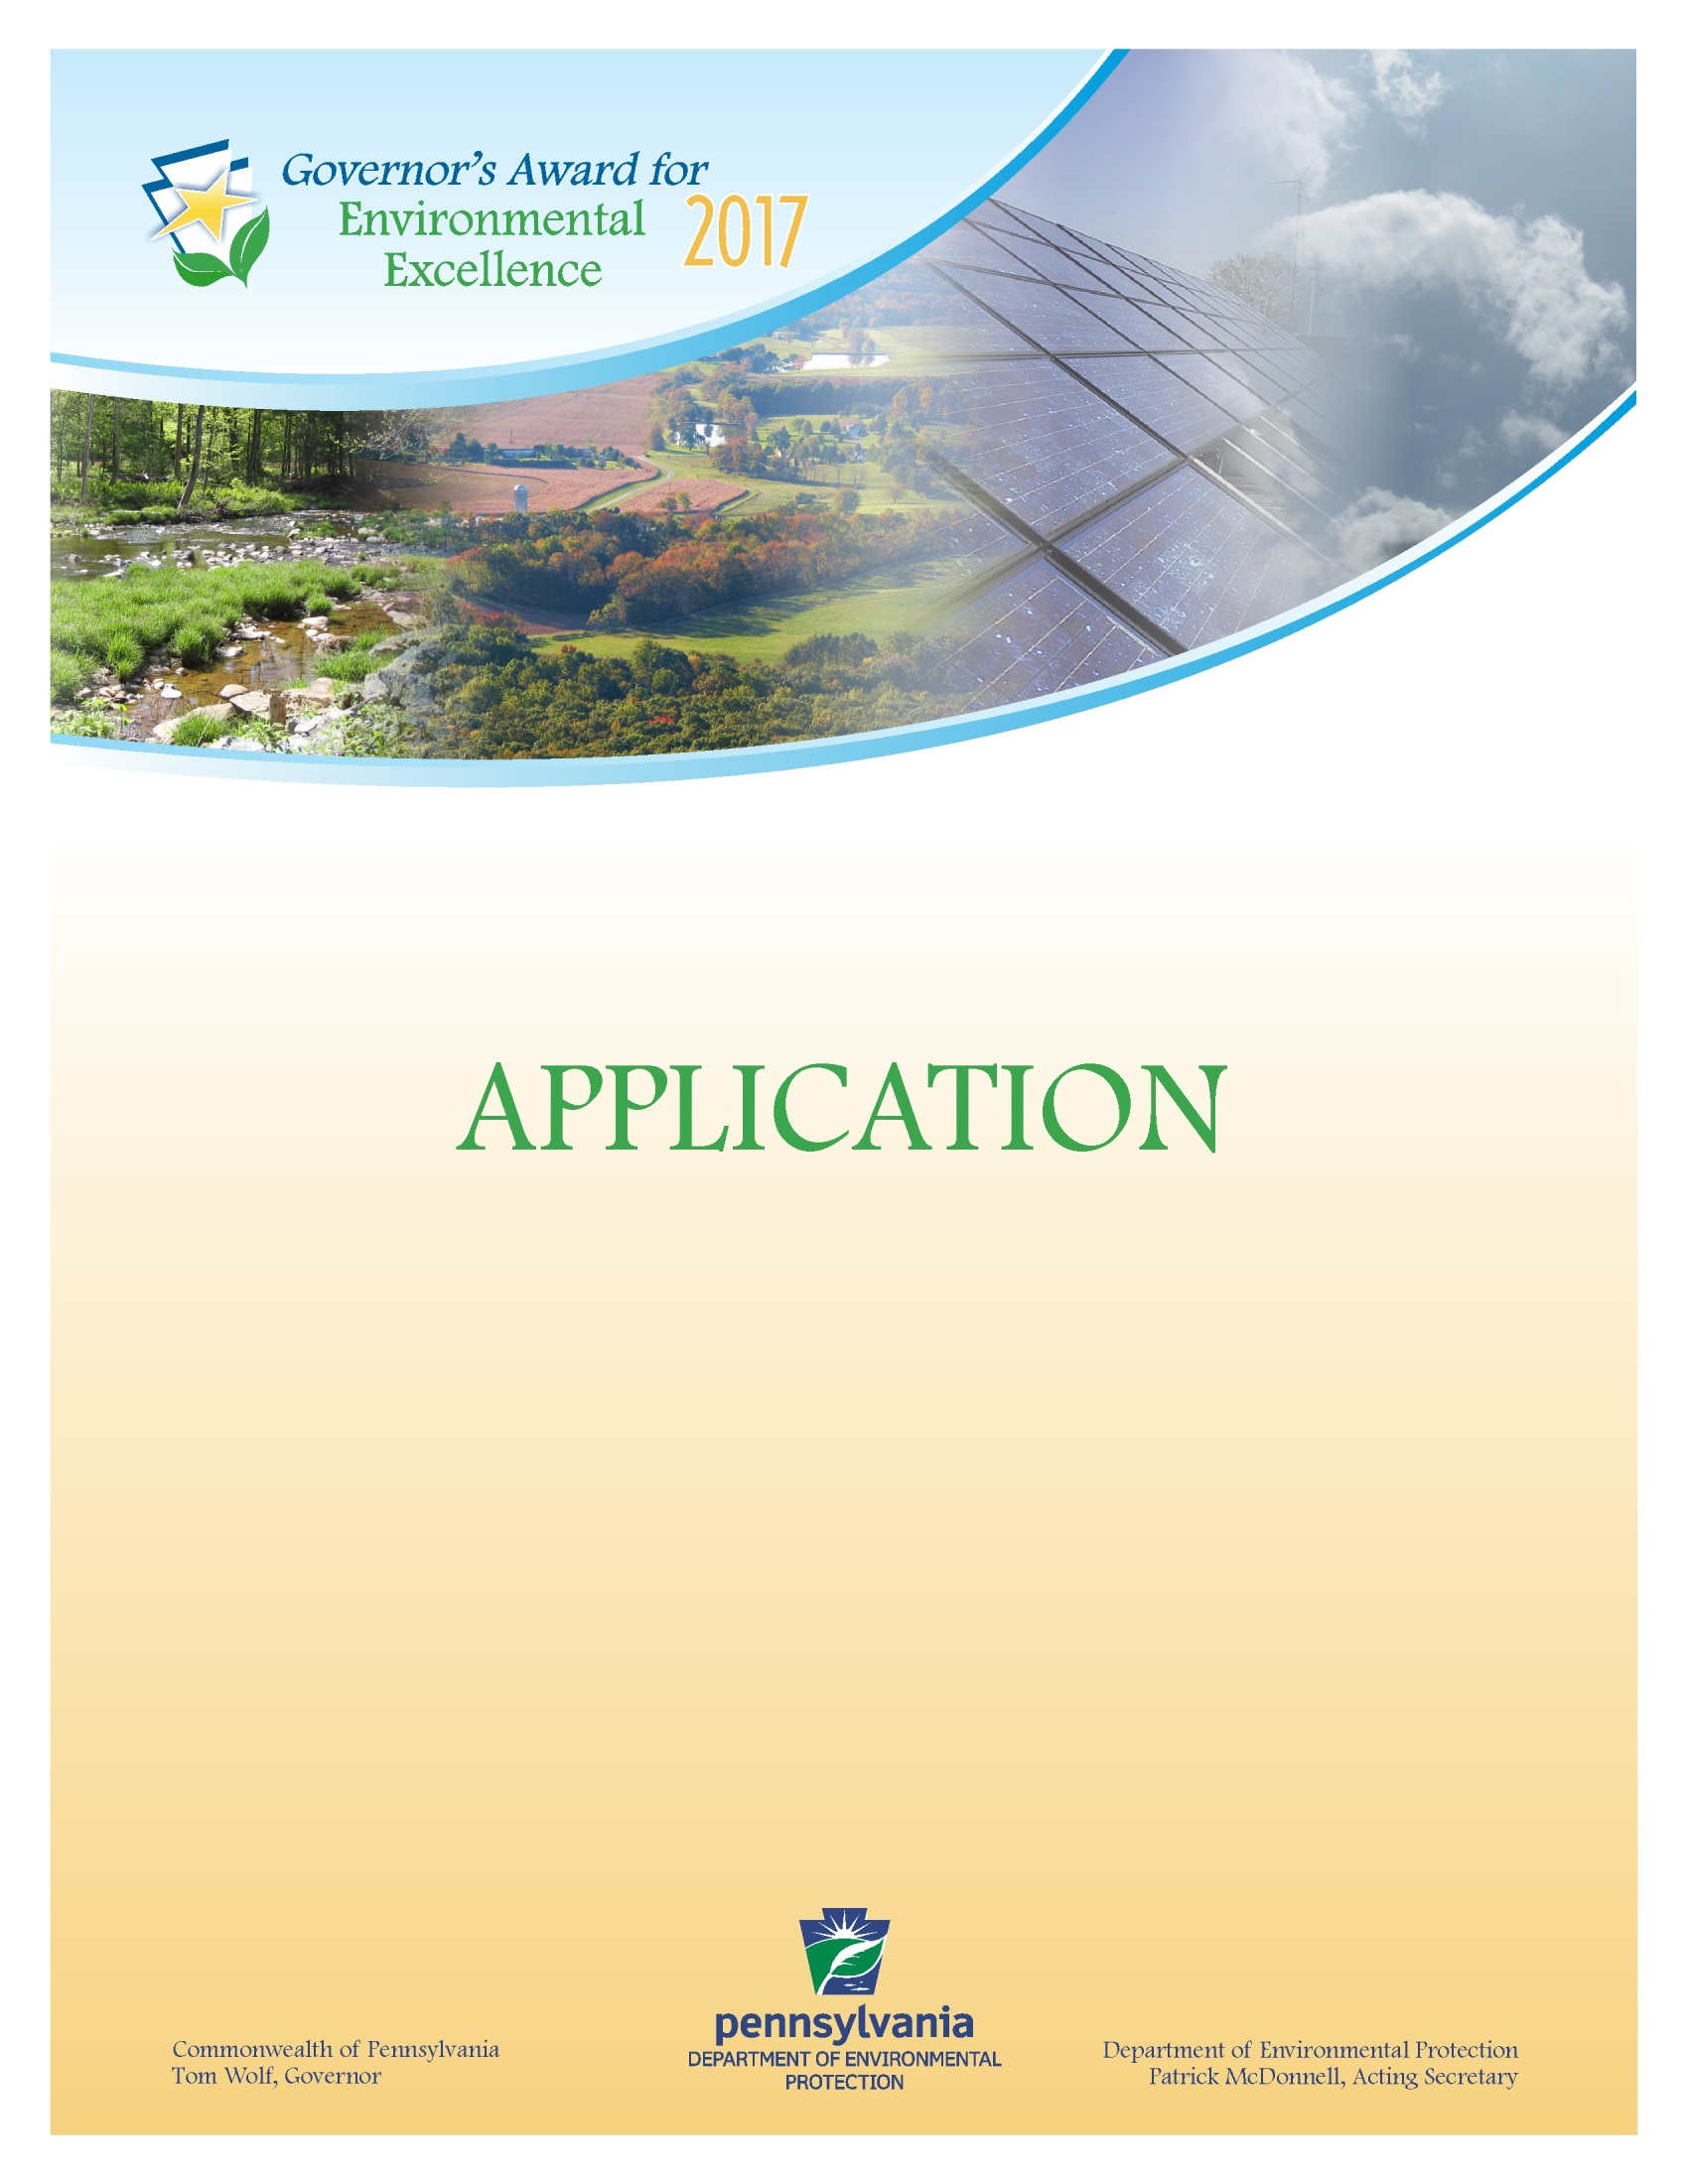 Governor's Award for
Environmental
Excellence
2017
APPLICATION
Commonwealth of Pennsylvania
Tom Wolf, Governor
pennsylvania
DEPARTMENT OF ENVIRONMENTAL
PROTECTION
Department of Environmental Protection
Patrick McDonnell, Acting Secretary